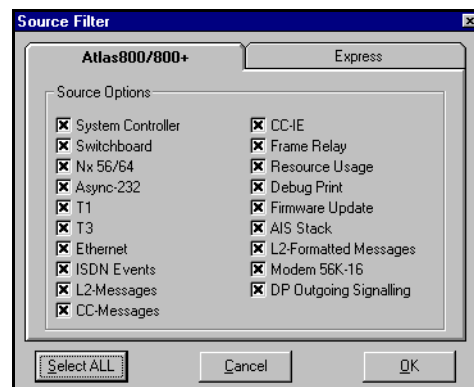 Source Filter
Atlas800/800+
Express
Source Options
System Controller
Switchboard
Nx 56/64
Async-232
T1
T3
Ethernet
ISDN Events
L2-Messages
CC-Messages
CC-IE
Frame Relay
Resource Usage
Debug Print
Firmware Update
AIS Stack
L2-Formatted Messages
Modem 56K-16
DP Outgoing Signalling
Select ALL
Cancel
OK